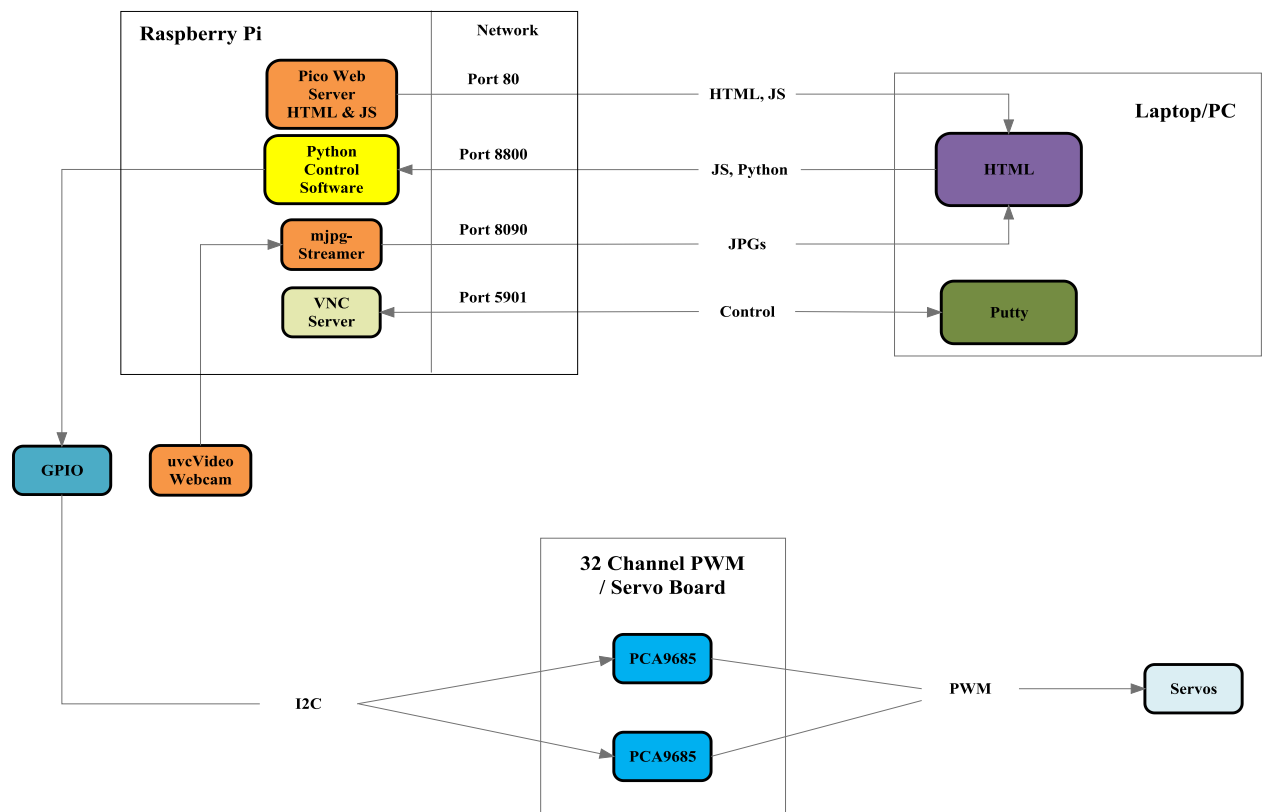 Raspberry Pi
Network
Pico Web
Server
HTML & JS
Port 80
HTML, JS
Laptop/PC
Python
Control
Software
Port 8800
JS, Python
HTML
mjpg-
Streamer
Port 8090
JPGs
VNC
Server
Port 5901
Control
Putty
GPIO
uvcVideo
Webcam
32 Channel PWM
/ Servo Board
PCA9685
I2C
PCA9685
PWM
Servos